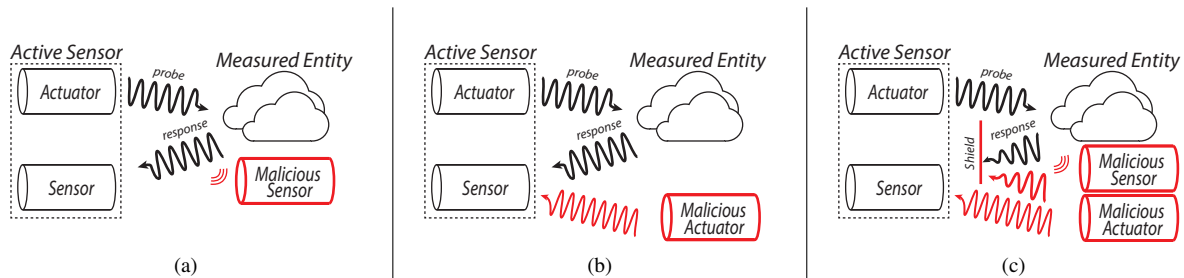 Active Sensor
Measured Entity
probe
Actuator
response
Sensor
Malicious
Sensor
(a)
Active Sensor
Measured Entity
probe
Actuator
response
Sensor
Malicious
Actuator
(b)
Active Sensor
Measured Entity
probe
Actuator
response
Shield
Malicious
Sensor
Sensor
Malicious
Actuator
(c)